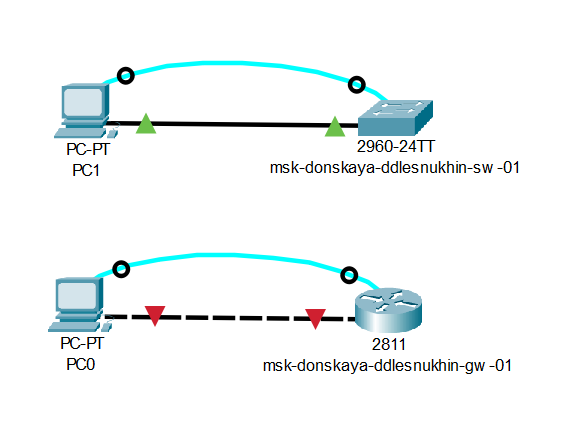 2960-24TT
PC-PT
PC1
msk-donskaya-ddlesnukhin-sw -01
PC-PT
PC0
2811
msk-donskaya-ddlesnukhin-gw -01